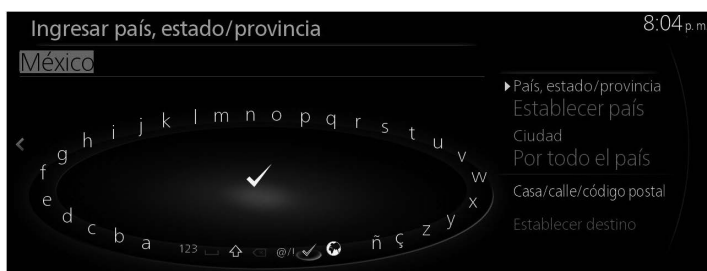 Ingresar país, estado/provincia
8:04 p. m.
México
País, estado/provincia
Establecer país
Ciudad
Por todo el país
Casa/calle/código postal
Establecer destino
a b c d e f g h i j k l m n o p q r s t u v w x y z ç ñ
123 @/!